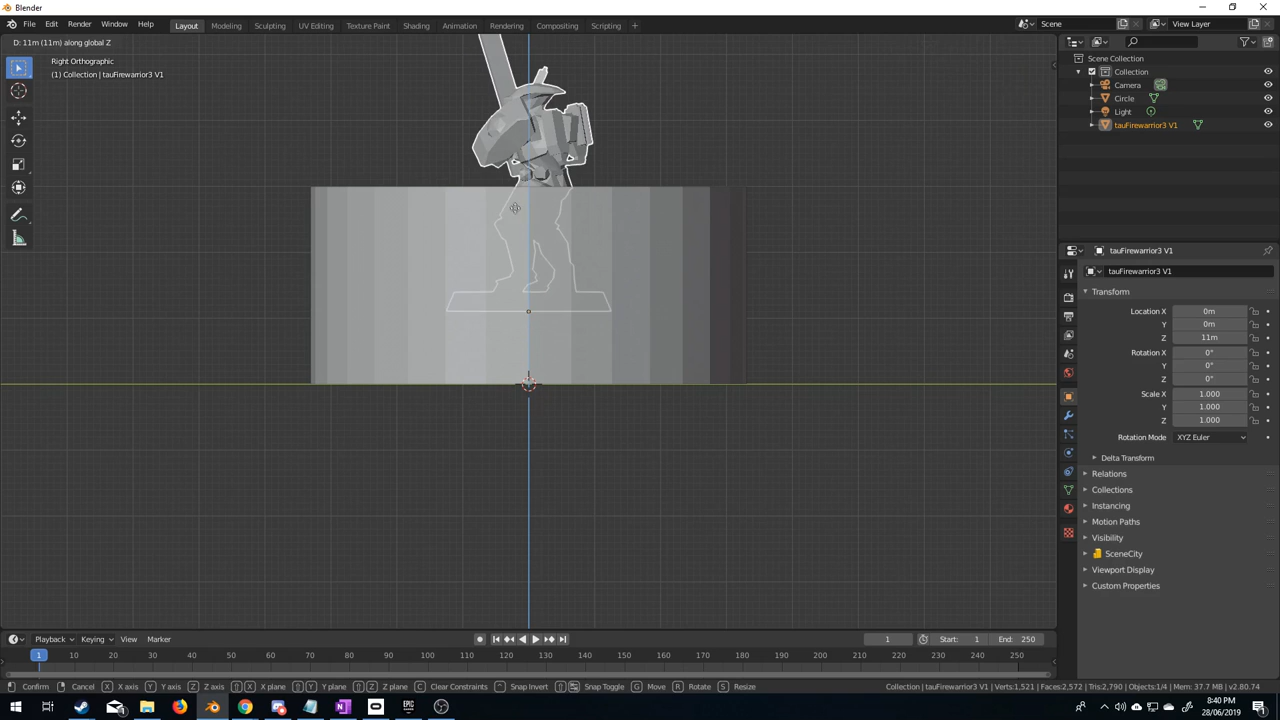 Blender
File Edit Render Window Help
Layout Modeling Sculpting UV Editing Texture Paint Shading Animation Rendering Compositing Scripting +
Scene
View Layer
D: 11m (11m) along global Z
Right Orthographic
(1) Collection | tauFirewarrior3 V1
Scene Collection
Collection
Camera
Circle
Light
tauFirewarrior3 V1
tauFirewarrior3 V1
tauFirewarrior3 V1
Transform
Location X 0m
Y 0m
Z 11m
Rotation X 0°
Y 0°
Z 0°
Scale X 1.000
Y 1.000
Z 1.000
Rotation Mode XYZ Euler
Delta Transform
Relations
Collections
Instancing
Motion Paths
Visibility
SceneCity
Viewport Display
Custom Properties
Playback Keying View Marker
1 Start: 1 End: 250
1 10 20 30 40 50 60 70 80 90 100 110 120 130 140 150 160 170 180 190 200 210 220 230 240 250
Confirm Cancel X X axis Y Y axis Z Z axis X X plane Y Y plane Z Z plane C Clear Constraints Snap Invert Snap Toggle G Move R Rotate S Resize
Collection | tauFirewarrior3 V1 | Verts:1,521 | Faces:2,572 | Tris:2,790 | Objects:1/4 | Mem: 37.7 MB | v2.80.74
8:40 PM
28/06/2019